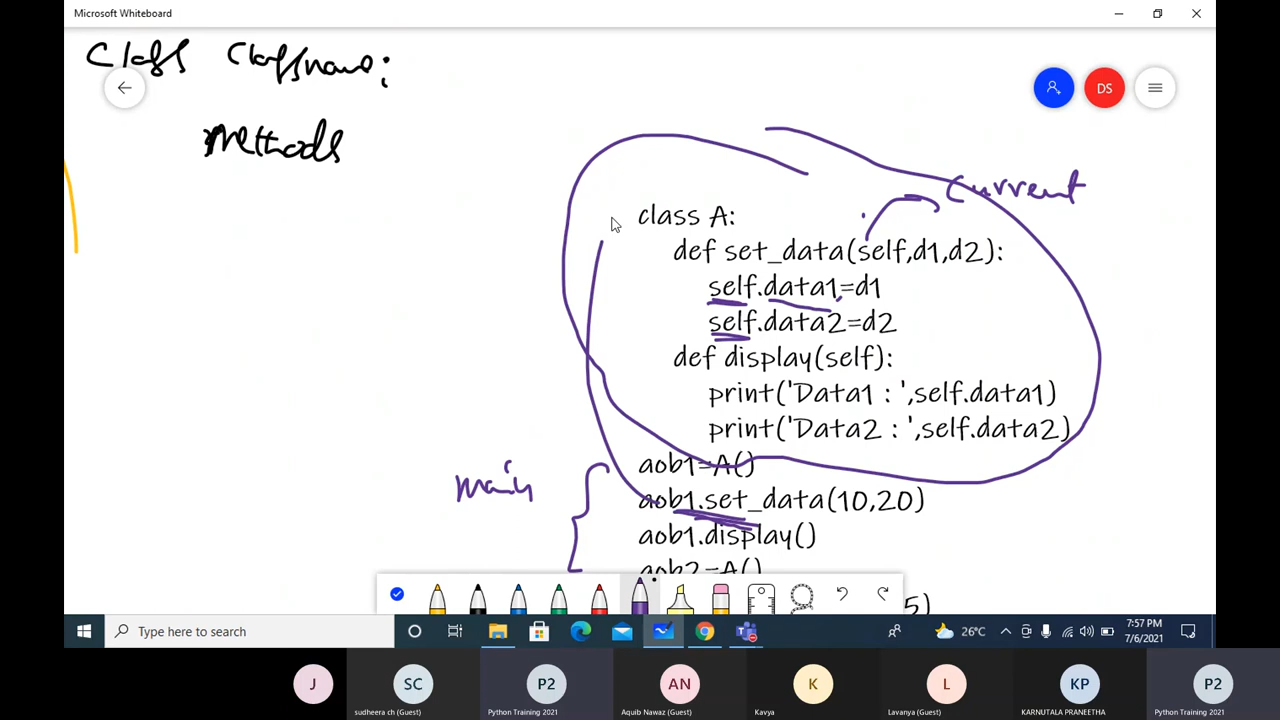 Microsoft Whiteboard
Class Classname:
DS
Methods
Current
class A:
def set_data(self,d1,d2):
self.data1=d1
self.data2=d2
def display(self):
print('Data1 : ',self.data1)
print('Data2 : ',self.data2)
aob1=A()
main
aob1.set_data(10,20)
aob1.display()
aob2=A()
5)
Type here to search
26°C
7:57 PM
7/6/2021
J
SC
P2
AN
K
L
KP
P2
sudheera ch (Guest)
Python Training 2021
Aquib Nawaz (Guest)
Kavya
Lavanya (Guest)
KARNUTALA PRANEETHA
Python Training 2021